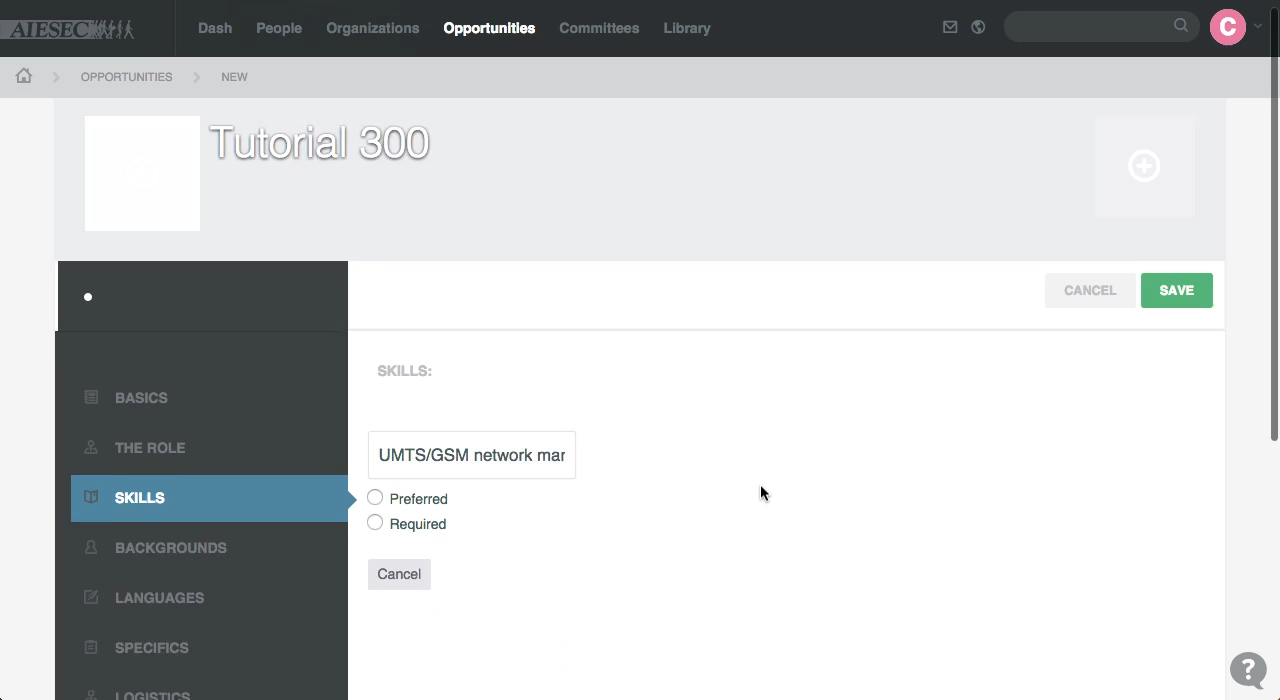 AIESEC
Dash People Organizations Opportunities Committees Library
C
OPPORTUNITIES NEW
Tutorial 300
CANCEL SAVE
SKILLS:
BASICS
THE ROLE
UMTS/GSM network mar
SKILLS
Preferred
Required
BACKGROUNDS
Cancel
LANGUAGES
SPECIFICS
LOGISTICS
?